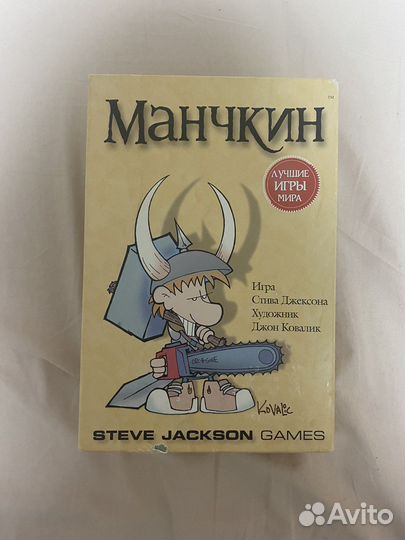 Манчкин
™
ЛУЧШИЕ
ИГРЫ
МИРА
Игра
Стива Джексона
Художник
Джон Ковалик
KOVALIC
STEVE JACKSON GAMES
Avito